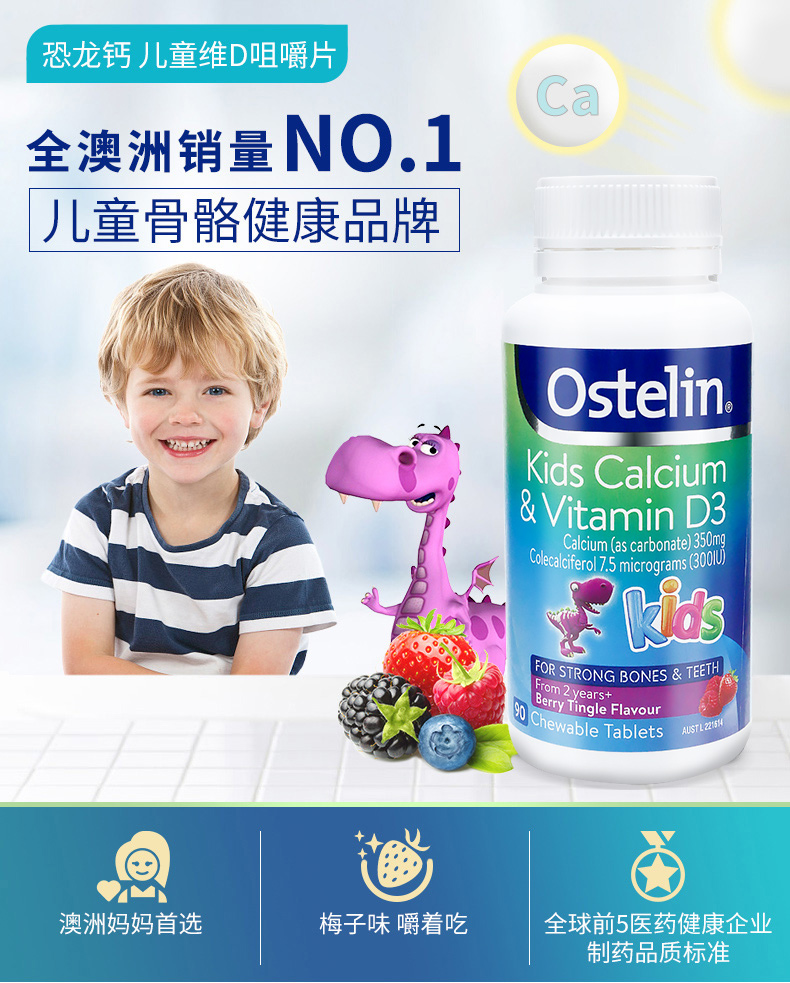 恐龙钙 儿童维D咀嚼片
全澳洲销量NO.1
儿童骨骼健康品牌
Ca
Ostelin®
Kids Calcium
& Vitamin D3
Calcium (as carbonate) 350mg
Colecalciferol 7.5 micrograms (300IU)
kids
FOR STRONG BONES & TEETH
From 2 years+
Berry Tingle Flavour
90 Chewable Tablets
AUST L 221614
澳洲妈妈首选
梅子味 嚼着吃
全球前5医药健康企业
制药品质标准